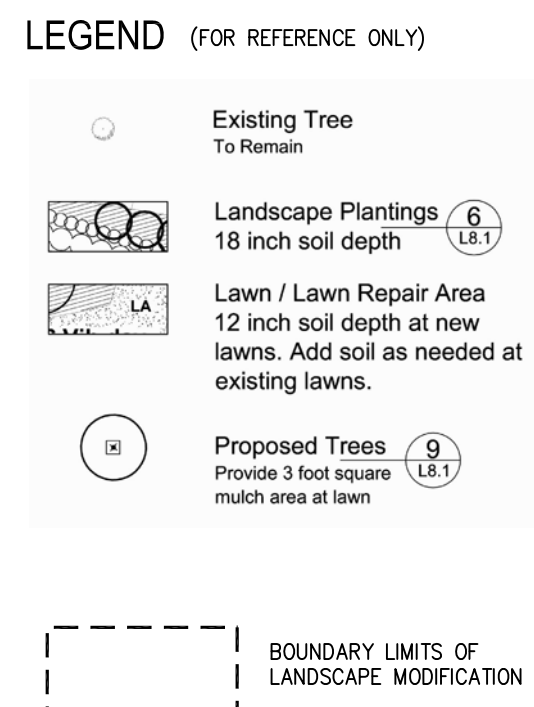 LEGEND (FOR REFERENCE ONLY)
Existing Tree
To Remain
Landscape Plantings 6
18 inch soil depth L8.1
LA
Lawn / Lawn Repair Area
12 inch soil depth at new
lawns. Add soil as needed at
existing lawns.
Proposed Trees 9
Provide 3 foot square L8.1
mulch area at lawn
BOUNDARY LIMITS OF
LANDSCAPE MODIFICATION